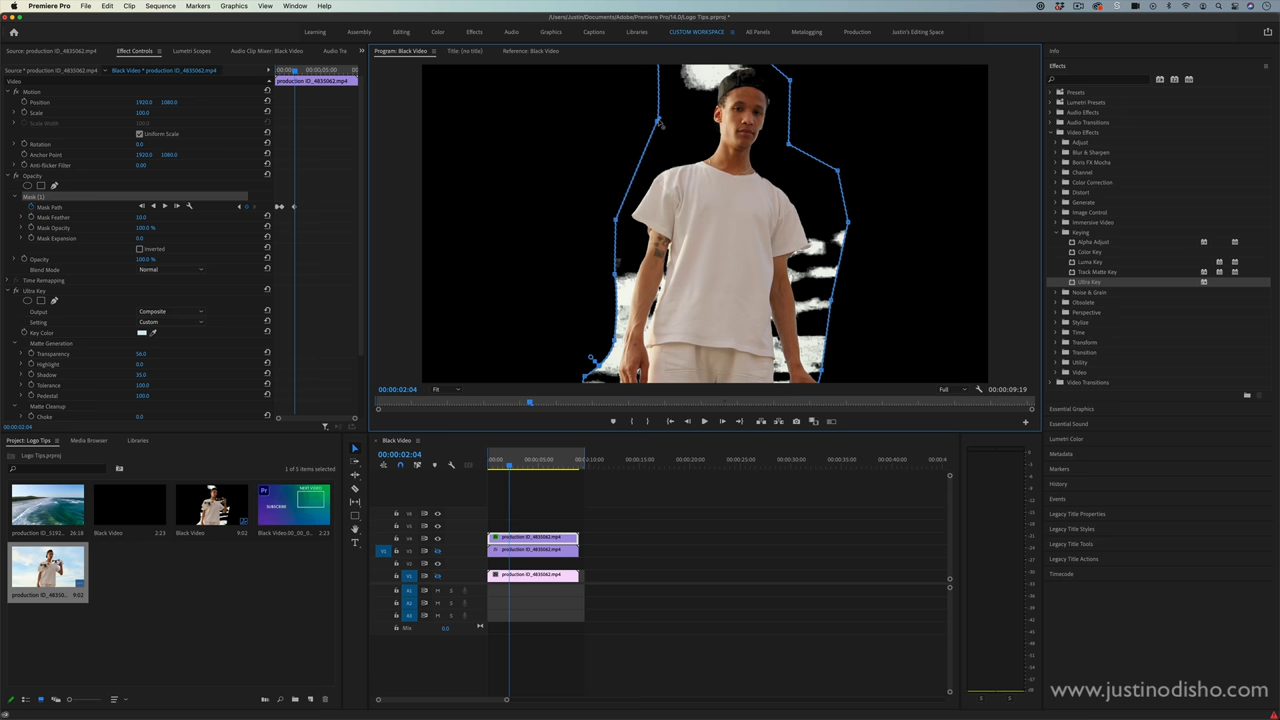 Premiere Pro File Edit Clip Sequence Markers Graphics View Window Help
/Users/Justin/Documents/Adobe/Premiere Pro/14.0/Logo Tips.prproj *
Learning Assembly Editing Color Effects Audio Graphics Captions Libraries CUSTOM WORKSPACE All Panels Metalogging Production Justin's Editing Space
Source: production ID_4835062.mp4 Effect Controls Lumetri Scopes Audio Clip Mixer: Black Video Audio Tra
Program: Black Video Title: (no title) Reference: Black Video
Source * production ID_4835062.mp4 Black Video * production ID_4835062.mp4
Video
production ID_4835062.mp4
Motion
Position 1920.0 1080.0
Scale 100.0
Scale Width 100.0
Uniform Scale
Rotation 0.0
Anchor Point 1920.0 1080.0
Anti-flicker Filter 0.00
Opacity
Mask (1)
Mask Path
Mask Feather 10.0
Mask Opacity 100.0 %
Mask Expansion 0.0
Inverted
Opacity 100.0 %
Blend Mode Normal
Time Remapping
Ultra Key
Output Composite
Setting Custom
Key Color
Matte Generation
Transparency 56.0
Highlight 0.0
Shadow 35.0
Tolerance 100.0
Pedestal 100.0
Matte Cleanup
Choke 0.0
00:00:02:04
00:00:02:04 Fit Full 00:00:09:19
Info
Effects
Presets
Lumetri Presets
Audio Effects
Audio Transitions
Video Effects
Adjust
Blur & Sharpen
Boris FX Mocha
Channel
Color Correction
Distort
Generate
Image Control
Immersive Video
Keying
Alpha Adjust
Color Key
Luma Key
Track Matte Key
Ultra Key
Noise & Grain
Obsolete
Perspective
Stylize
Time
Transform
Transition
Utility
Video
Video Transitions
Essential Graphics
Essential Sound
Lumetri Color
Metadata
Markers
History
Events
Legacy Title Properties
Legacy Title Styles
Legacy Title Tools
Legacy Title Actions
Timecode
Project: Logo Tips Media Browser Libraries
Logo Tips.prproj
1 of 5 items selected
NEXT VIDEO
SUBSCRIBE
production ID_5192... 26:18 Black Video 2:23 Black Video 9:02 Black Video:00_00_0... 2:23
production ID_48350... 9:02
Black Video
00:00:02:04
:00:00 00:00:05:00 00:00:10:00 00:00:15:00 00:00:20:00 00:00:25:00 00:00:30:00 00:00:35:00 00:00:40:00 00:00:4
V6
V5
V4 production ID_4835062.mp4
V1 V3 production ID_4835062.mp4
V2
V1 production ID_4835062.mp4
A1 M S
A2 M S
A3 M S
Mix 0.0
S S
www.justinodisho.com